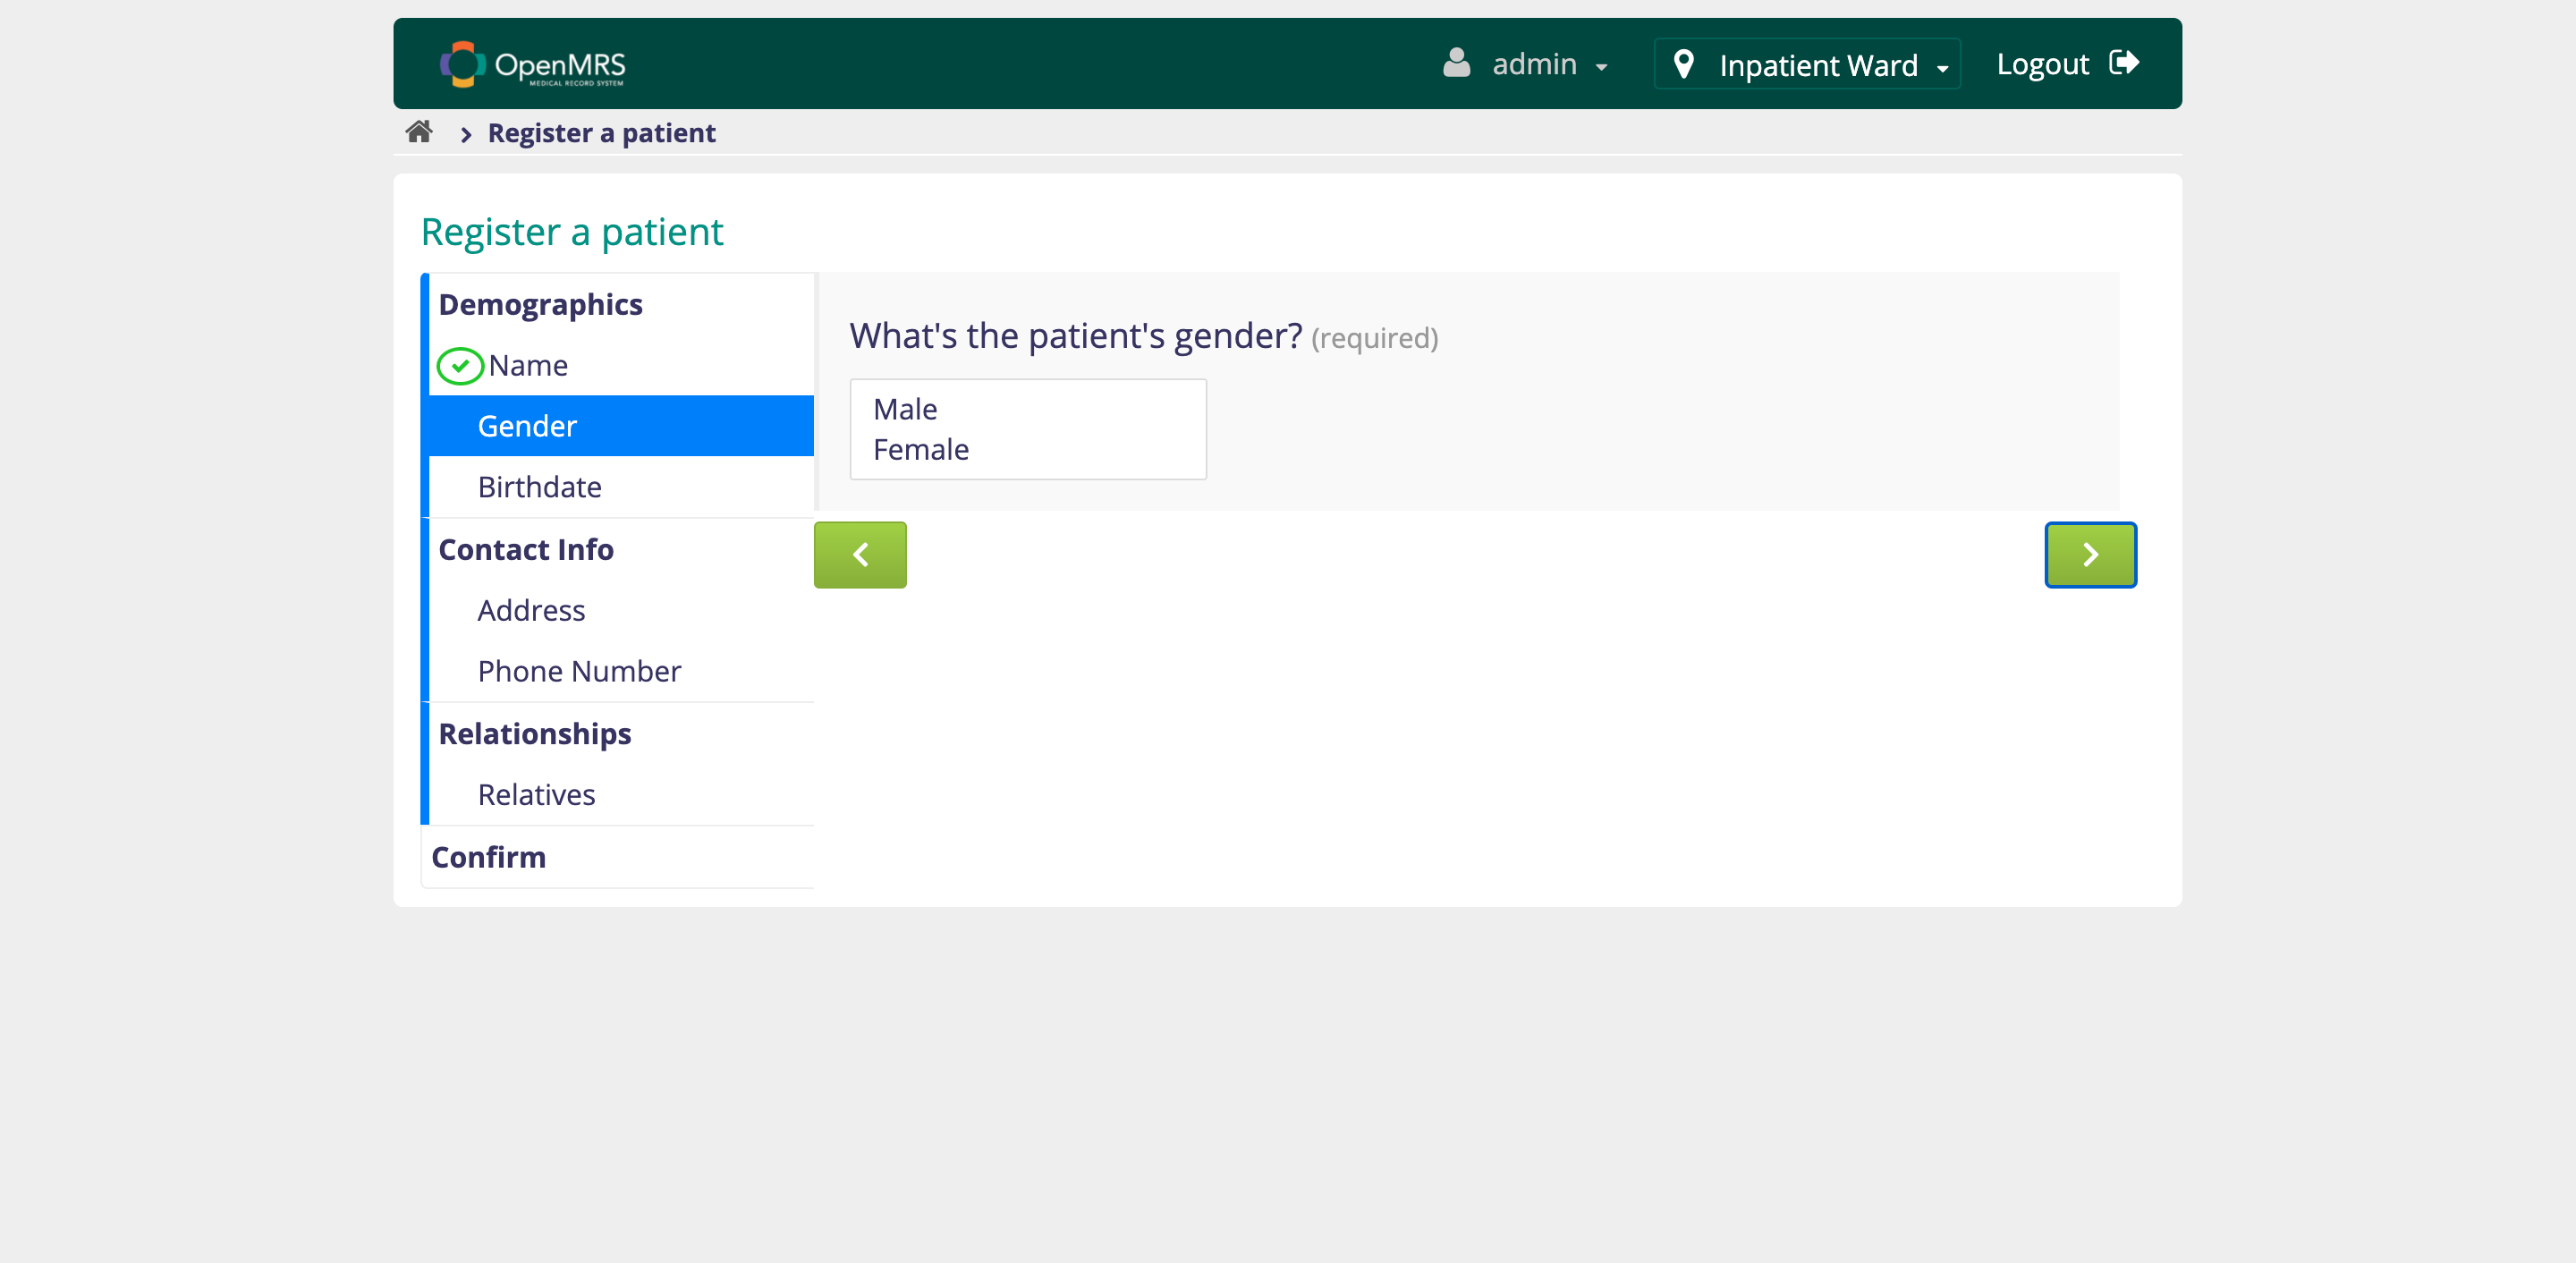 OpenMRS
MEDICAL RECORD SYSTEM
admin
Inpatient Ward
Logout
Register a patient
Register a patient
Demographics
Name
Gender
Birthdate
Contact Info
Address
Phone Number
Relationships
Relatives
Confirm
What's the patient's gender? (required)
Male
Female